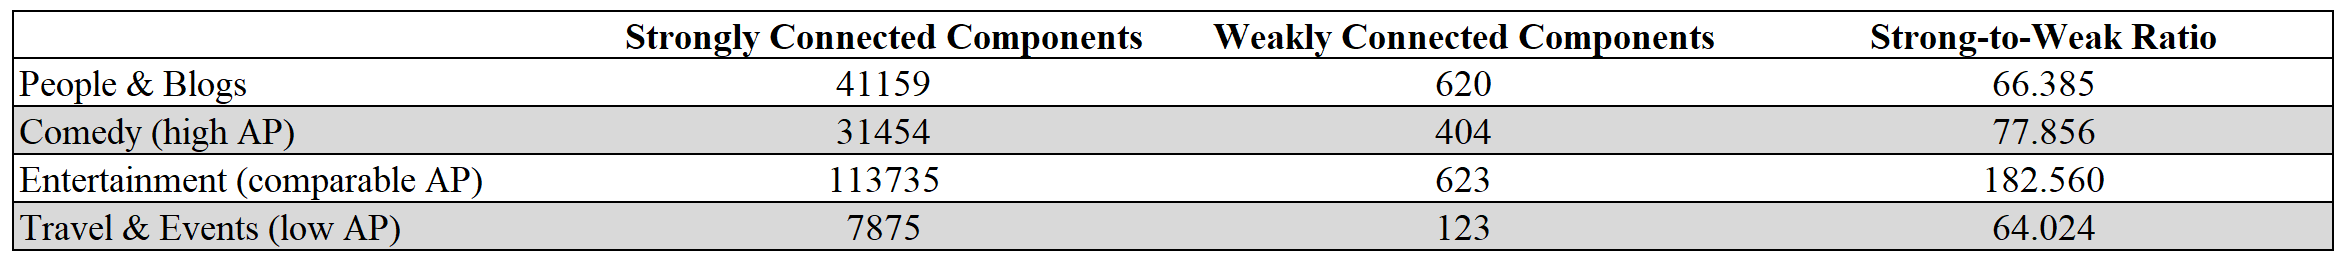 Strongly Connected Components Weakly Connected Components Strong-to-Weak Ratio
People & Blogs 41159 620 66.385
Comedy (high AP) 31454 404 77.856
Entertainment (comparable AP) 113735 623 182.560
Travel & Events (low AP) 7875 123 64.024